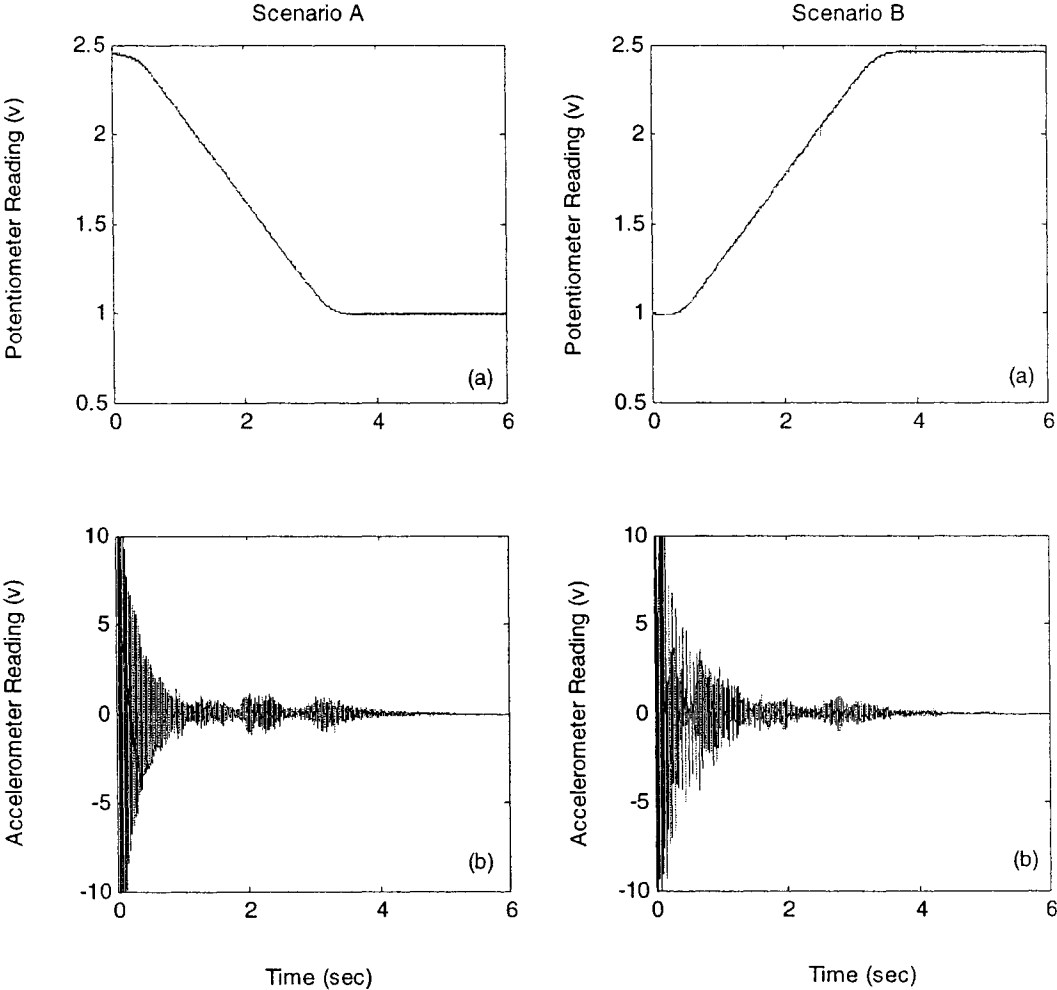 Scenario A
Potentiometer Reading (v)
2.5
2
1.5
1
0.5
0 2 4 6
(a)
Scenario B
Potentiometer Reading (v)
2.5
2
1.5
1
0.5
0 2 4 6
(a)
Accelerometer Reading (v)
10
5
0
-5
-10
0 2 4 6
(b)
Time (sec)
Accelerometer Reading (v)
10
5
0
-5
-10
0 2 4 6
(b)
Time (sec)